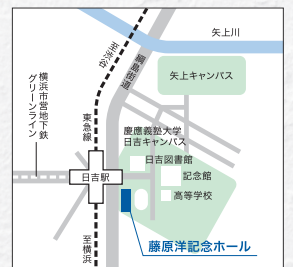 矢上川
至渋谷
綱島街道
矢上キャンパス
横浜市営地下鉄
グリーンライン
東急線
慶應義塾大学
日吉キャンパス
日吉図書館
記念館
日吉駅
高等学校
至横浜
藤原洋記念ホール